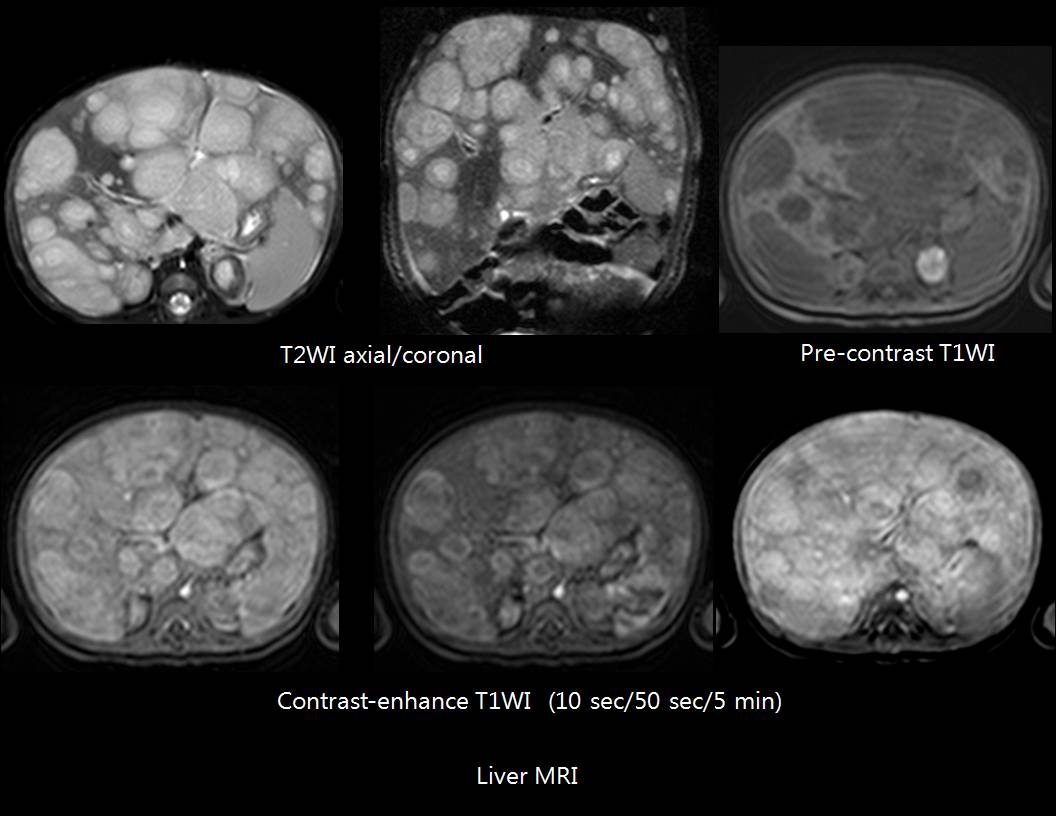 T2WI axial/coronal
Pre-contrast T1WI
Contrast-enhance T1WI (10 sec/50 sec/5 min)
Liver MRI